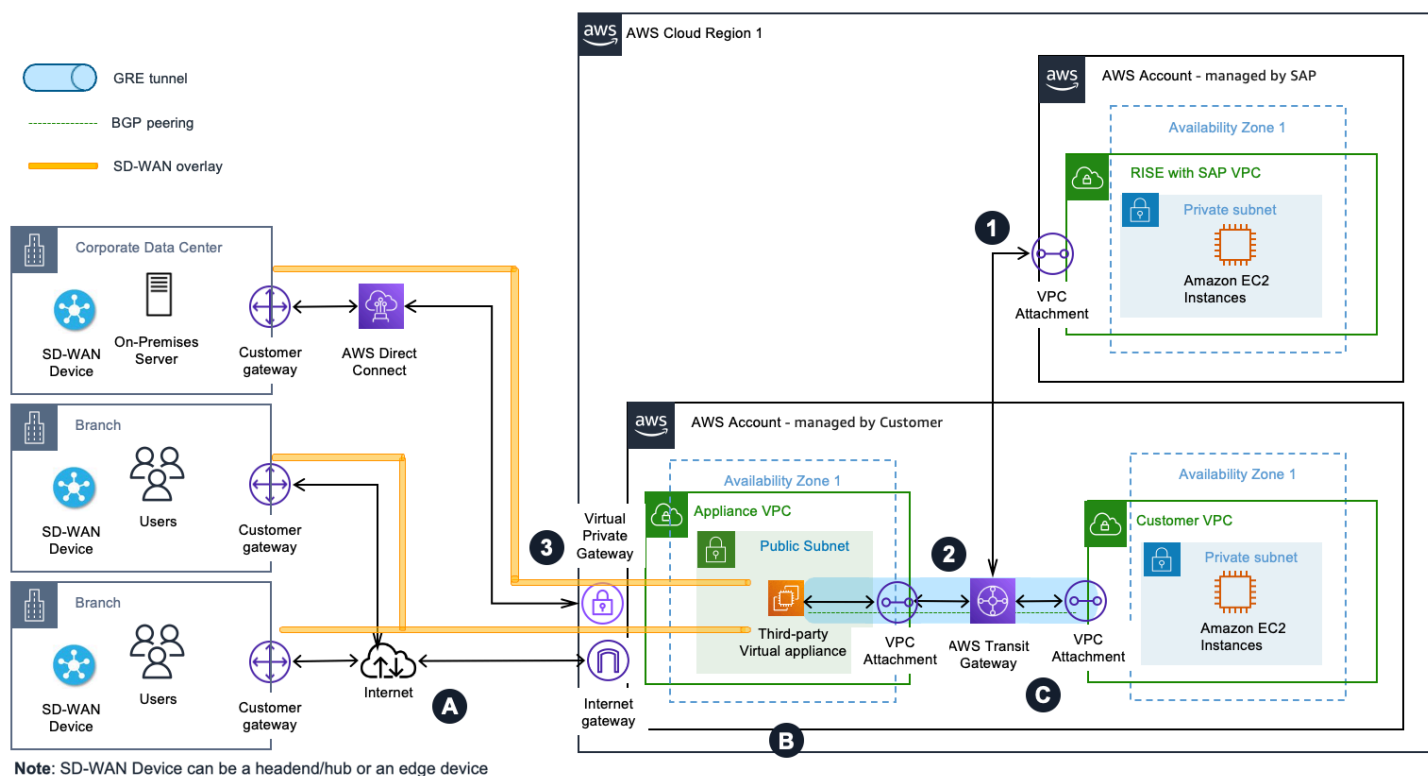 aws
AWS Cloud Region 1
GRE tunnel
BGP peering
SD-WAN overlay
aws
AWS Account - managed by SAP
Availability Zone 1
RISE with SAP VPC
Private subnet
Amazon EC2
Instances
1
VPC
Attachment
Corporate Data Center
SD-WAN
Device
On-Premises
Server
Customer
gateway
AWS Direct
Connect
Branch
SD-WAN
Device
Users
Customer
gateway
Branch
SD-WAN
Device
Users
Customer
gateway
Internet
A
3
Virtual
Private
Gateway
Internet
gateway
aws
AWS Account - managed by Customer
Availability Zone 1
Appliance VPC
Public Subnet
Third-party
Virtual appliance
VPC
Attachment
2
AWS Transit
Gateway
C
VPC
Attachment
Availability Zone 1
Customer VPC
Private subnet
Amazon EC2
Instances
B
Note: SD-WAN Device can be a headend/hub or an edge device